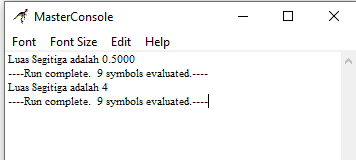 MasterConsole
Font Font Size Edit Help
Luas Segitiga adalah 0.5000
----Run complete.  9 symbols evaluated.----
Luas Segitiga adalah 4
----Run complete.  9 symbols evaluated.----